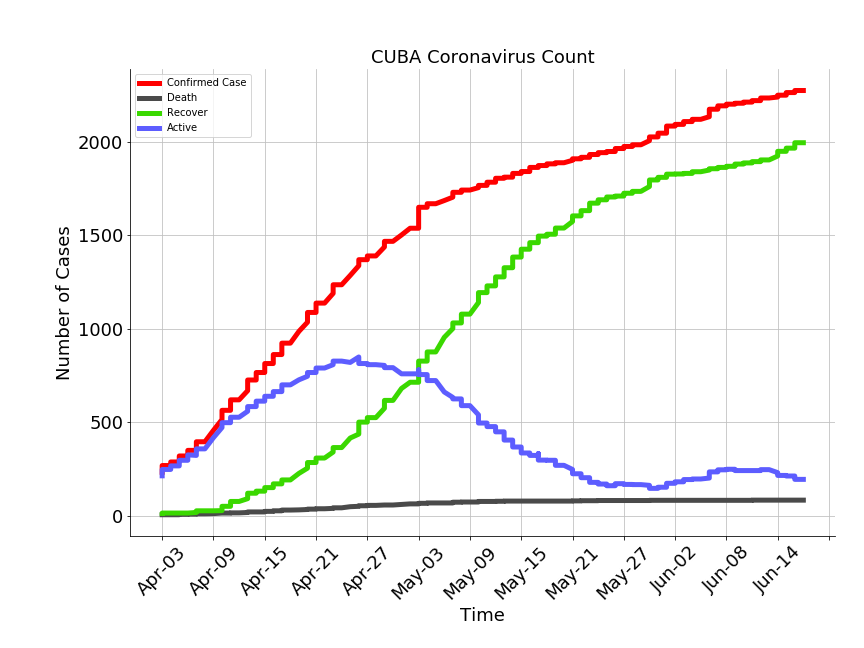 CUBA Coronavirus Count
Confirmed Case
Death
Recover
Active
Number of Cases
2000
1500
1000
500
0
Apr-03
Apr-09
Apr-15
Apr-21
Apr-27
May-03
May-09
May-15
May-21
May-27
Jun-02
Jun-08
Jun-14
Time